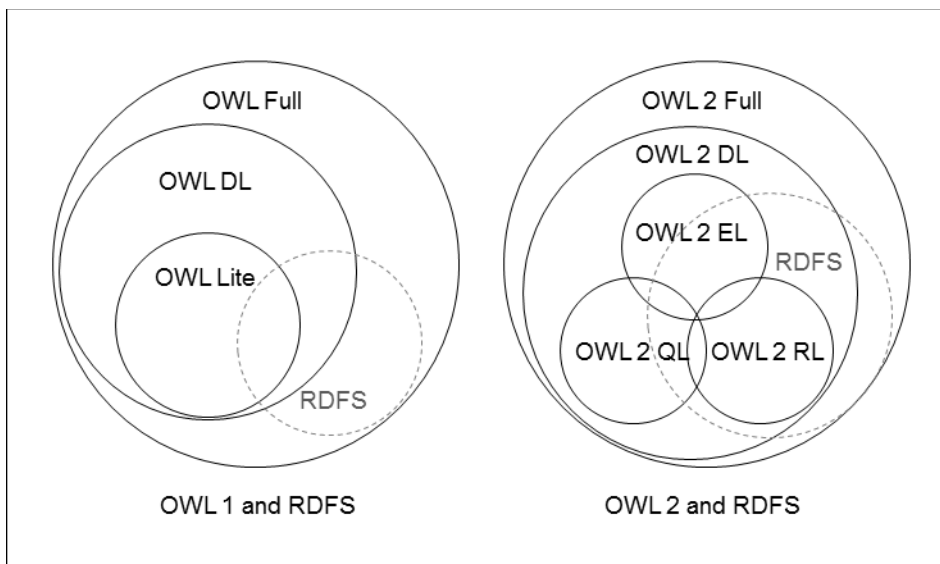 OWL Full
OWL DL
OWL Lite
RDFS
OWL 1 and RDFS
OWL 2 Full
OWL 2 DL
OWL 2 EL
RDFS
OWL 2 QL
OWL 2 RL
OWL 2 and RDFS